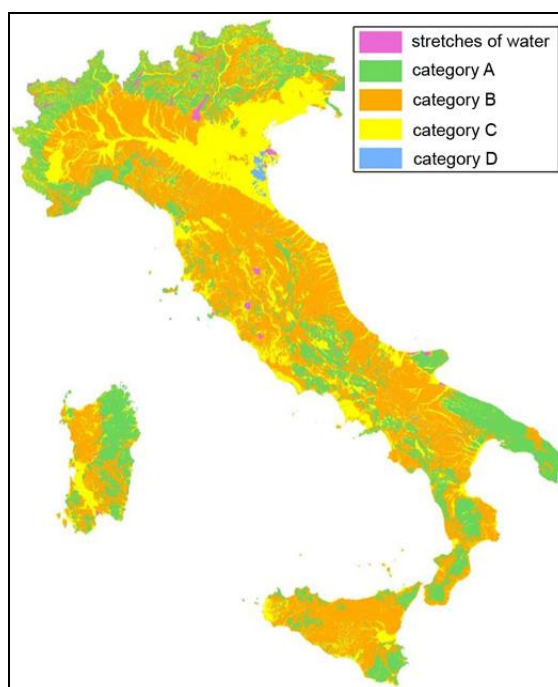 stretches of water
category A
category B
category C
category D